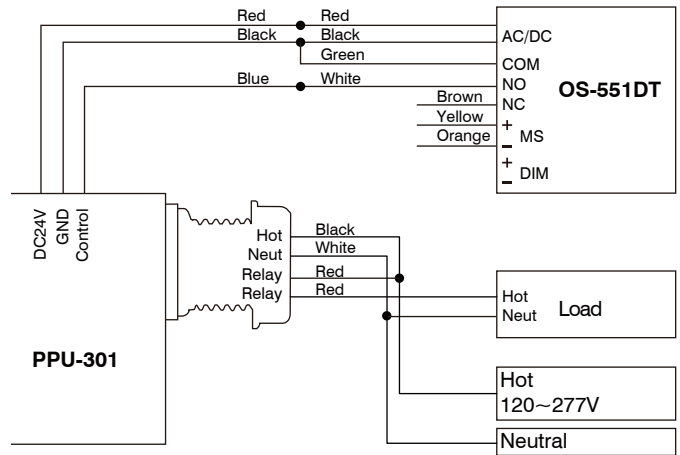 Red Red
Black Black
Green
Blue White
Brown
Yellow
Orange
AC/DC
COM
NO
NC
+
− MS
+
− DIM
OS-551DT
DC24V
GND
Control
PPU-301
Hot
Neut
Relay
Relay
Black
White
Red
Red
Hot
Neut
Load
Hot
120~277V
Neutral